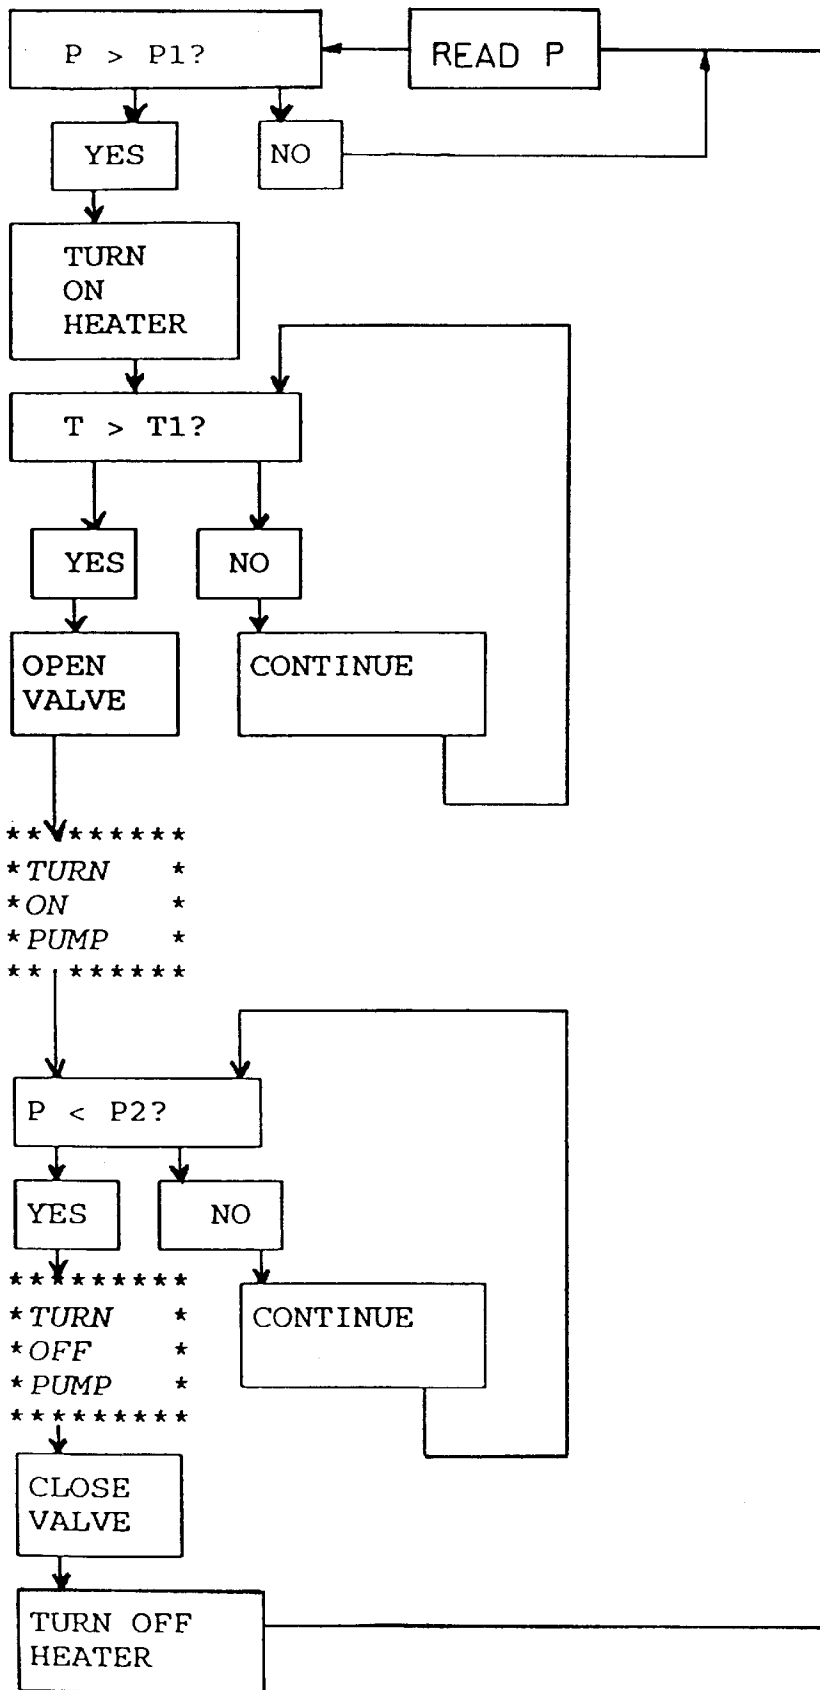 P > P1?
READ P
YES
NO
TURN
ON
HEATER
T > T1?
YES
NO
OPEN
VALVE
CONTINUE
** ******
*TURN *
*ON *
*PUMP *
** ******
P < P2?
YES
NO
*********
*TURN *
*OFF *
*PUMP *
*********
CONTINUE
CLOSE
VALVE
TURN OFF
HEATER